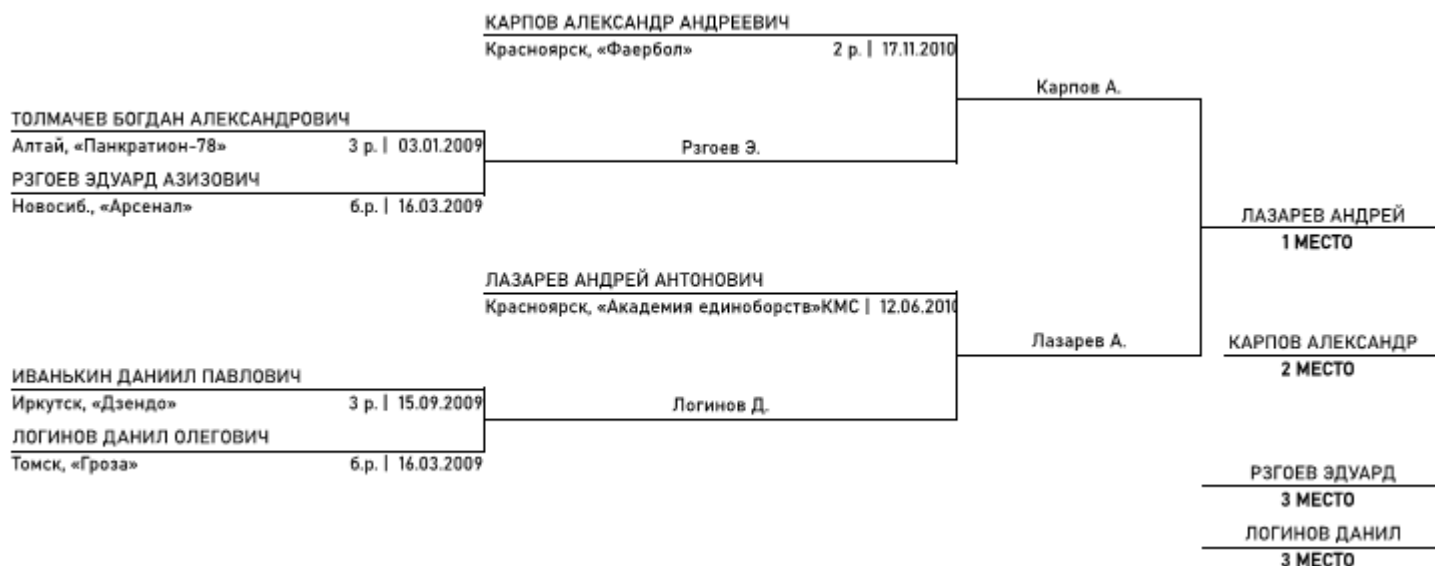 КАРПОВ АЛЕКСАНДР АНДРЕЕВИЧ
Красноярск, «Фаербол» 2 р. | 17.11.2010
Карпов А.
ТОЛМАЧЕВ БОГДАН АЛЕКСАНДРОВИЧ
Алтай, «Панкратион-78» 3 р. | 03.01.2009
Рзгоев Э.
РЗГОЕВ ЭДУАРД АЗИЗОВИЧ
Новосиб., «Арсенал» б.р. | 16.03.2009
ЛАЗАРЕВ АНДРЕЙ
1 МЕСТО
ЛАЗАРЕВ АНДРЕЙ АНТОНОВИЧ
Красноярск, «Академия единоборств»КМС | 12.06.2010
Лазарев А.
КАРПОВ АЛЕКСАНДР
2 МЕСТО
ИВАНЬКИН ДАНИИЛ ПАВЛОВИЧ
Иркутск, «Дзендо» 3 р. | 15.09.2009
Логинов Д.
ЛОГИНОВ ДАНИЛ ОЛЕГОВИЧ
Томск, «Гроза» б.р. | 16.03.2009
РЗГОЕВ ЭДУАРД
3 МЕСТО
ЛОГИНОВ ДАНИЛ
3 МЕСТО